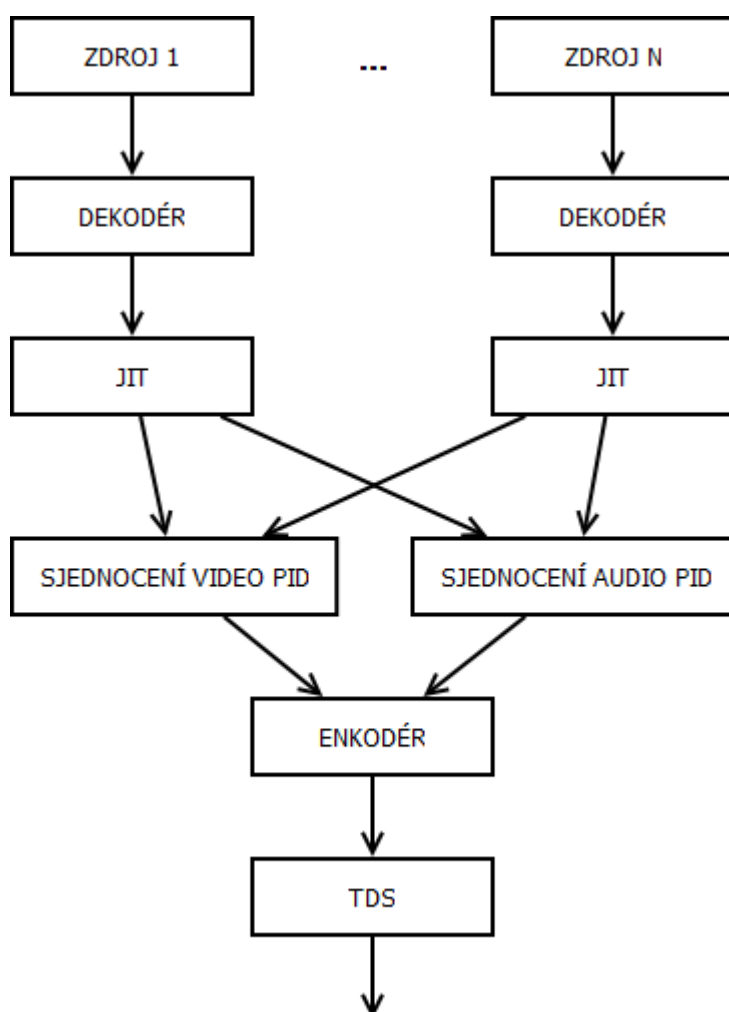 ZDROJ 1
...
ZDROJ N
DEKODÉR
DEKODÉR
JIT
JIT
SJEDNOCENÍ VIDEO PID
SJEDNOCENÍ AUDIO PID
ENKODÉR
TDS